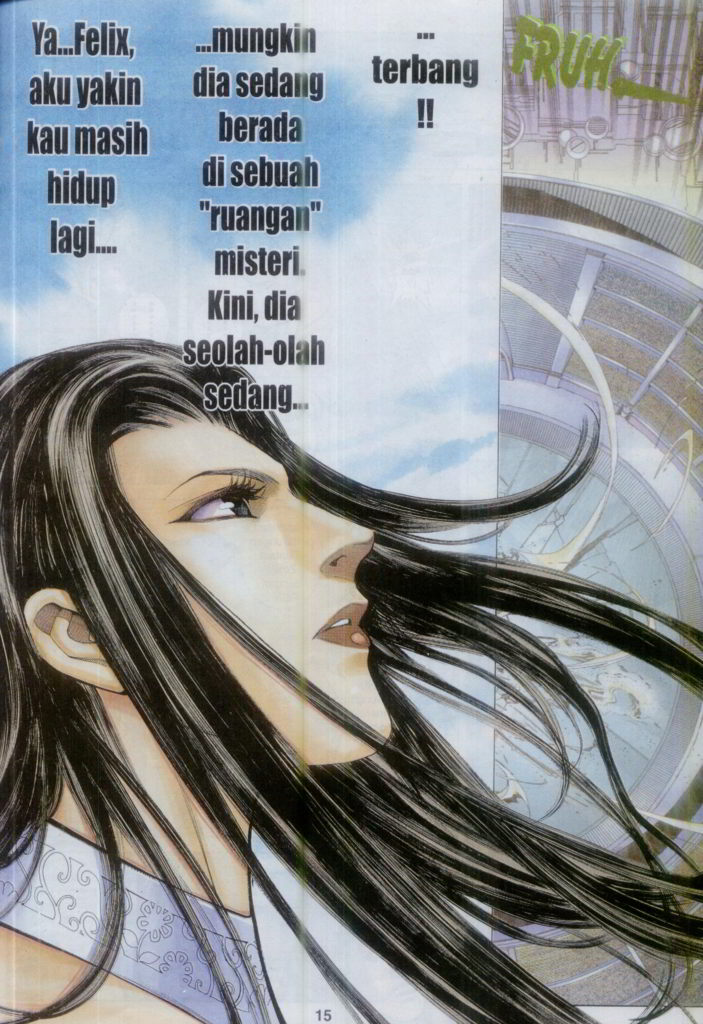 Ya...Felix,
aku yakin
kau masih
hidup
lagi....
...mungkin
dia sedang
berada
di sebuah
"ruangan"
misteri.
Kini, dia
seolah-olah
sedang...
...
terbang
!!
FRUH...
15